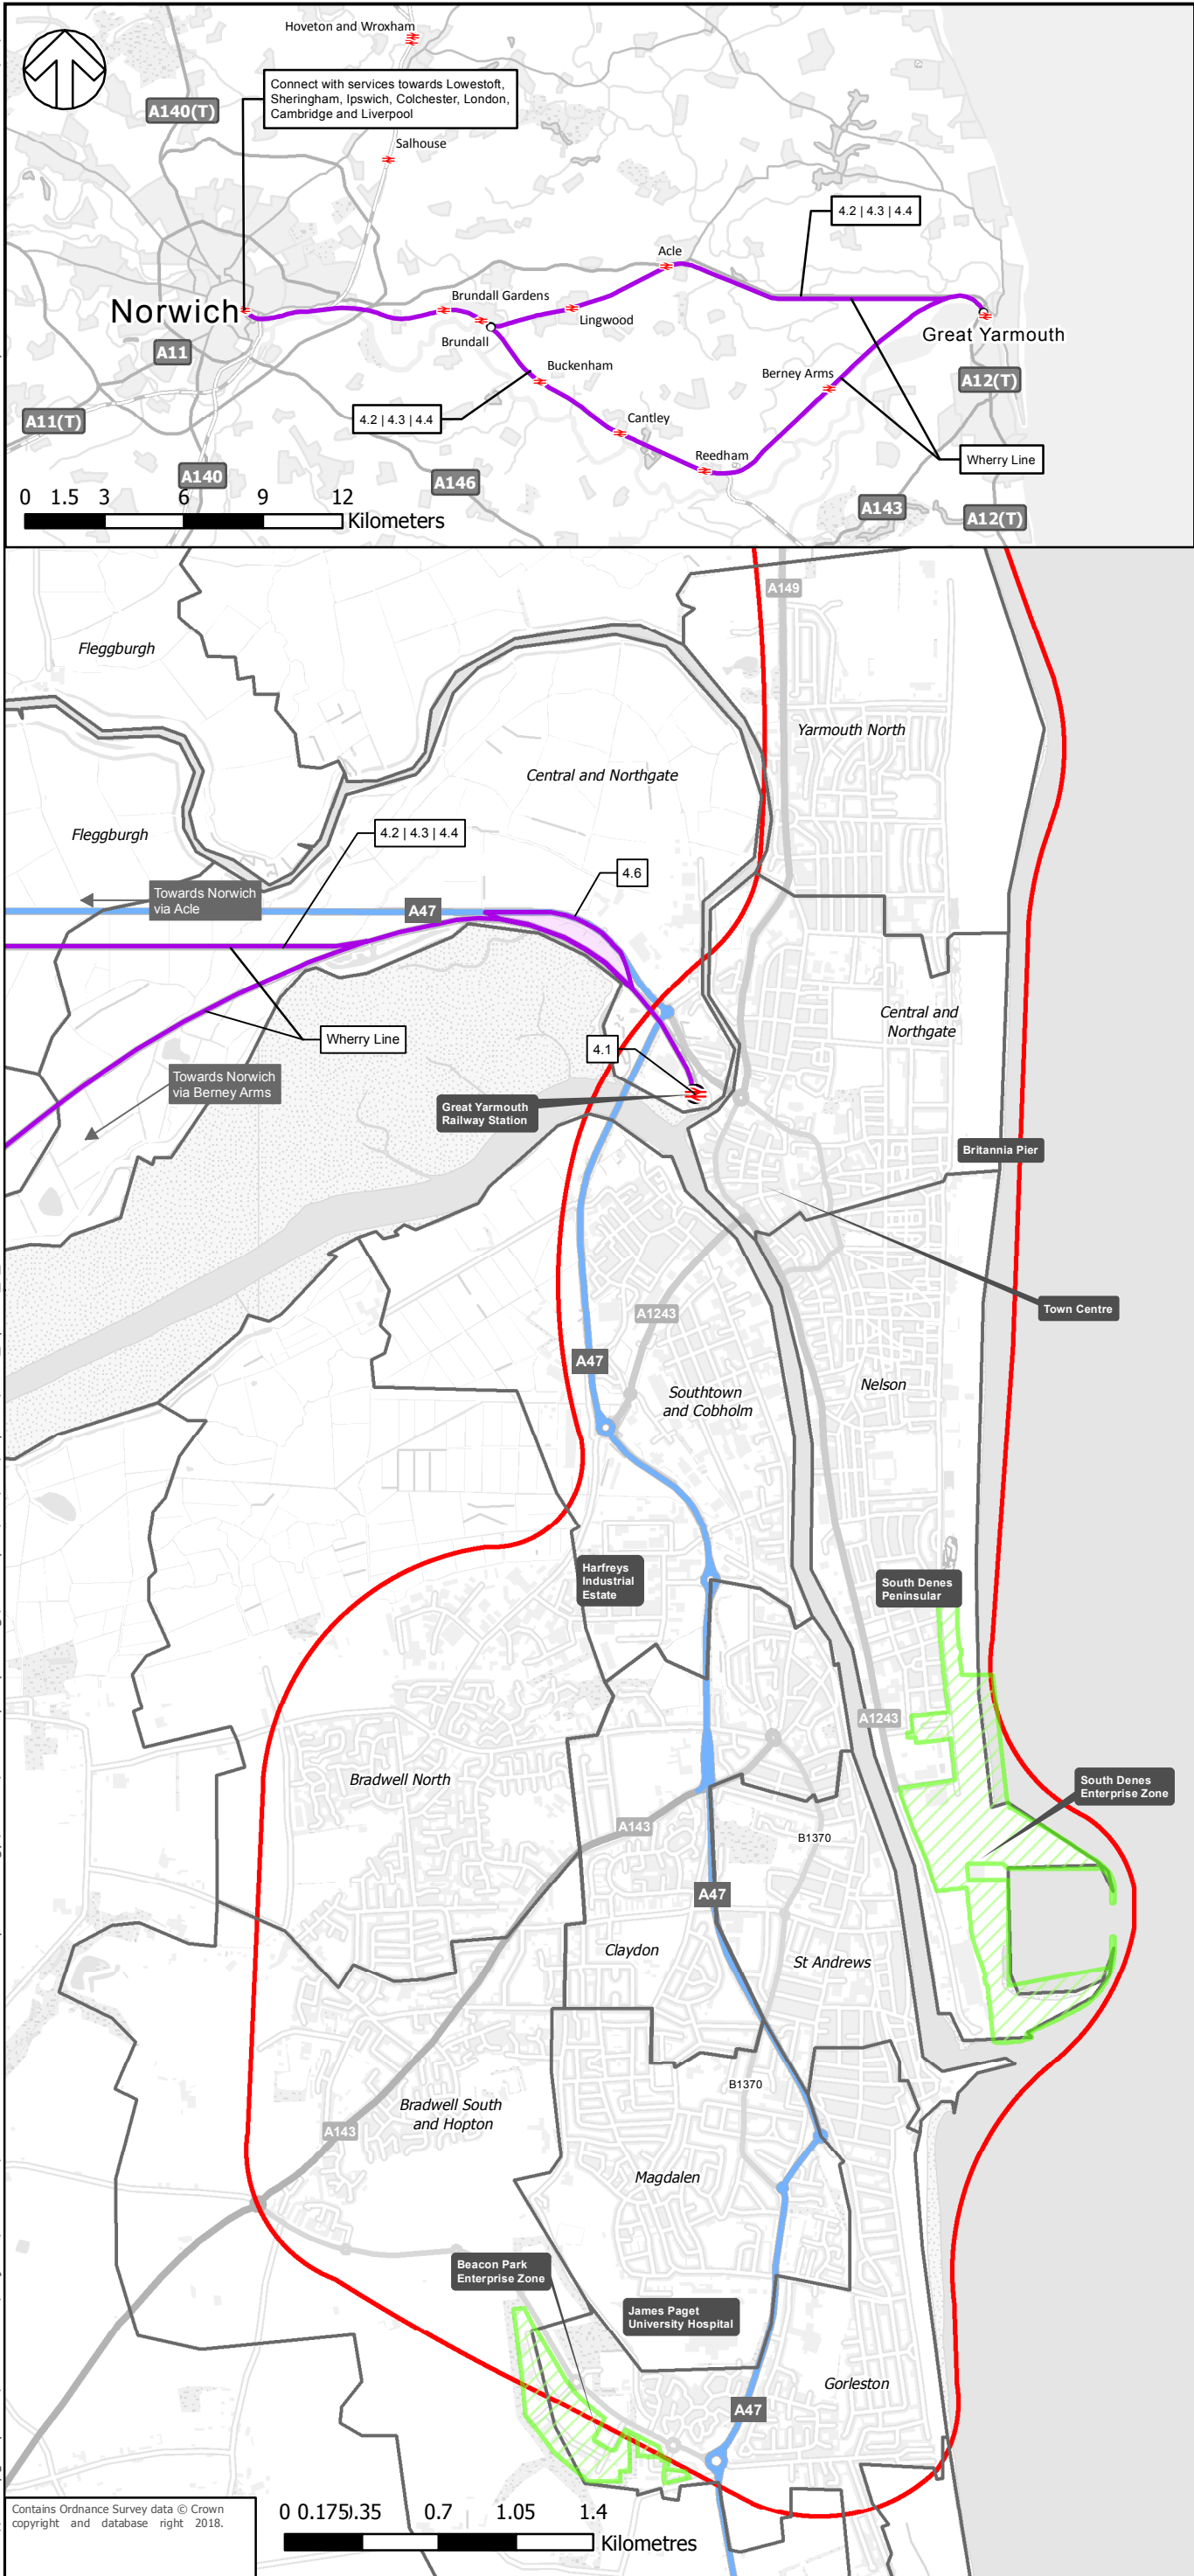 Hoveton and Wroxham
A140(T)
Connect with services towards Lowestoft,
Sheringham, Ipswich, Colchester, London,
Cambridge and Liverpool
Salhouse
4.2 | 4.3 | 4.4
Acle
Brundall Gardens
Norwich
Lingwood
Great Yarmouth
Brundall
A11
Buckenham
Berney Arms
A12(T)
4.2 | 4.3 | 4.4
Cantley
A11(T)
Reedham
Wherry Line
A140
A146
A143
A12(T)
0 1.5 3 6 9 12
Kilometers
A149
Fleggburgh
Yarmouth North
Central and Northgate
Fleggburgh
4.2 | 4.3 | 4.4
4.6
Towards Norwich
via Acle
A47
Central and
Northgate
Wherry Line
4.1
Towards Norwich
via Berney Arms
Great Yarmouth
Railway Station
Britannia Pier
Town Centre
A1243
A47
Nelson
Southtown
and Cobholm
Harfreys
Industrial
Estate
South Denes
Peninsular
A1243
Bradwell North
South Denes
Enterprise Zone
A143
B1370
A47
Claydon
St Andrews
B1370
Bradwell South
and Hopton
A143
Magdalen
Beacon Park
Enterprise Zone
James Paget
University Hospital
Gorleston
A47
Contains Ordnance Survey data © Crown
copyright and database right 2018.
0 0.175).35 0.7 1.05 1.4
Kilometres